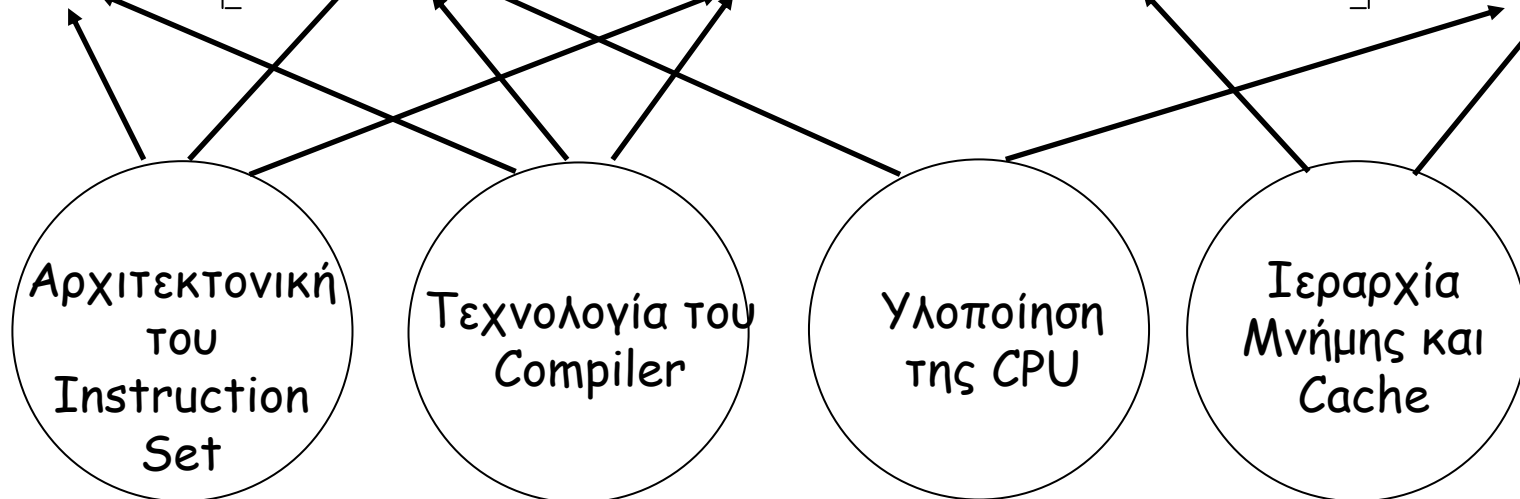 Αρχιτεκτονική
του
Instruction
Set
Τεχνολογία του
Compiler
Υλοποίηση
της CPU
Ιεραρχία
Μνήμης και
Cache